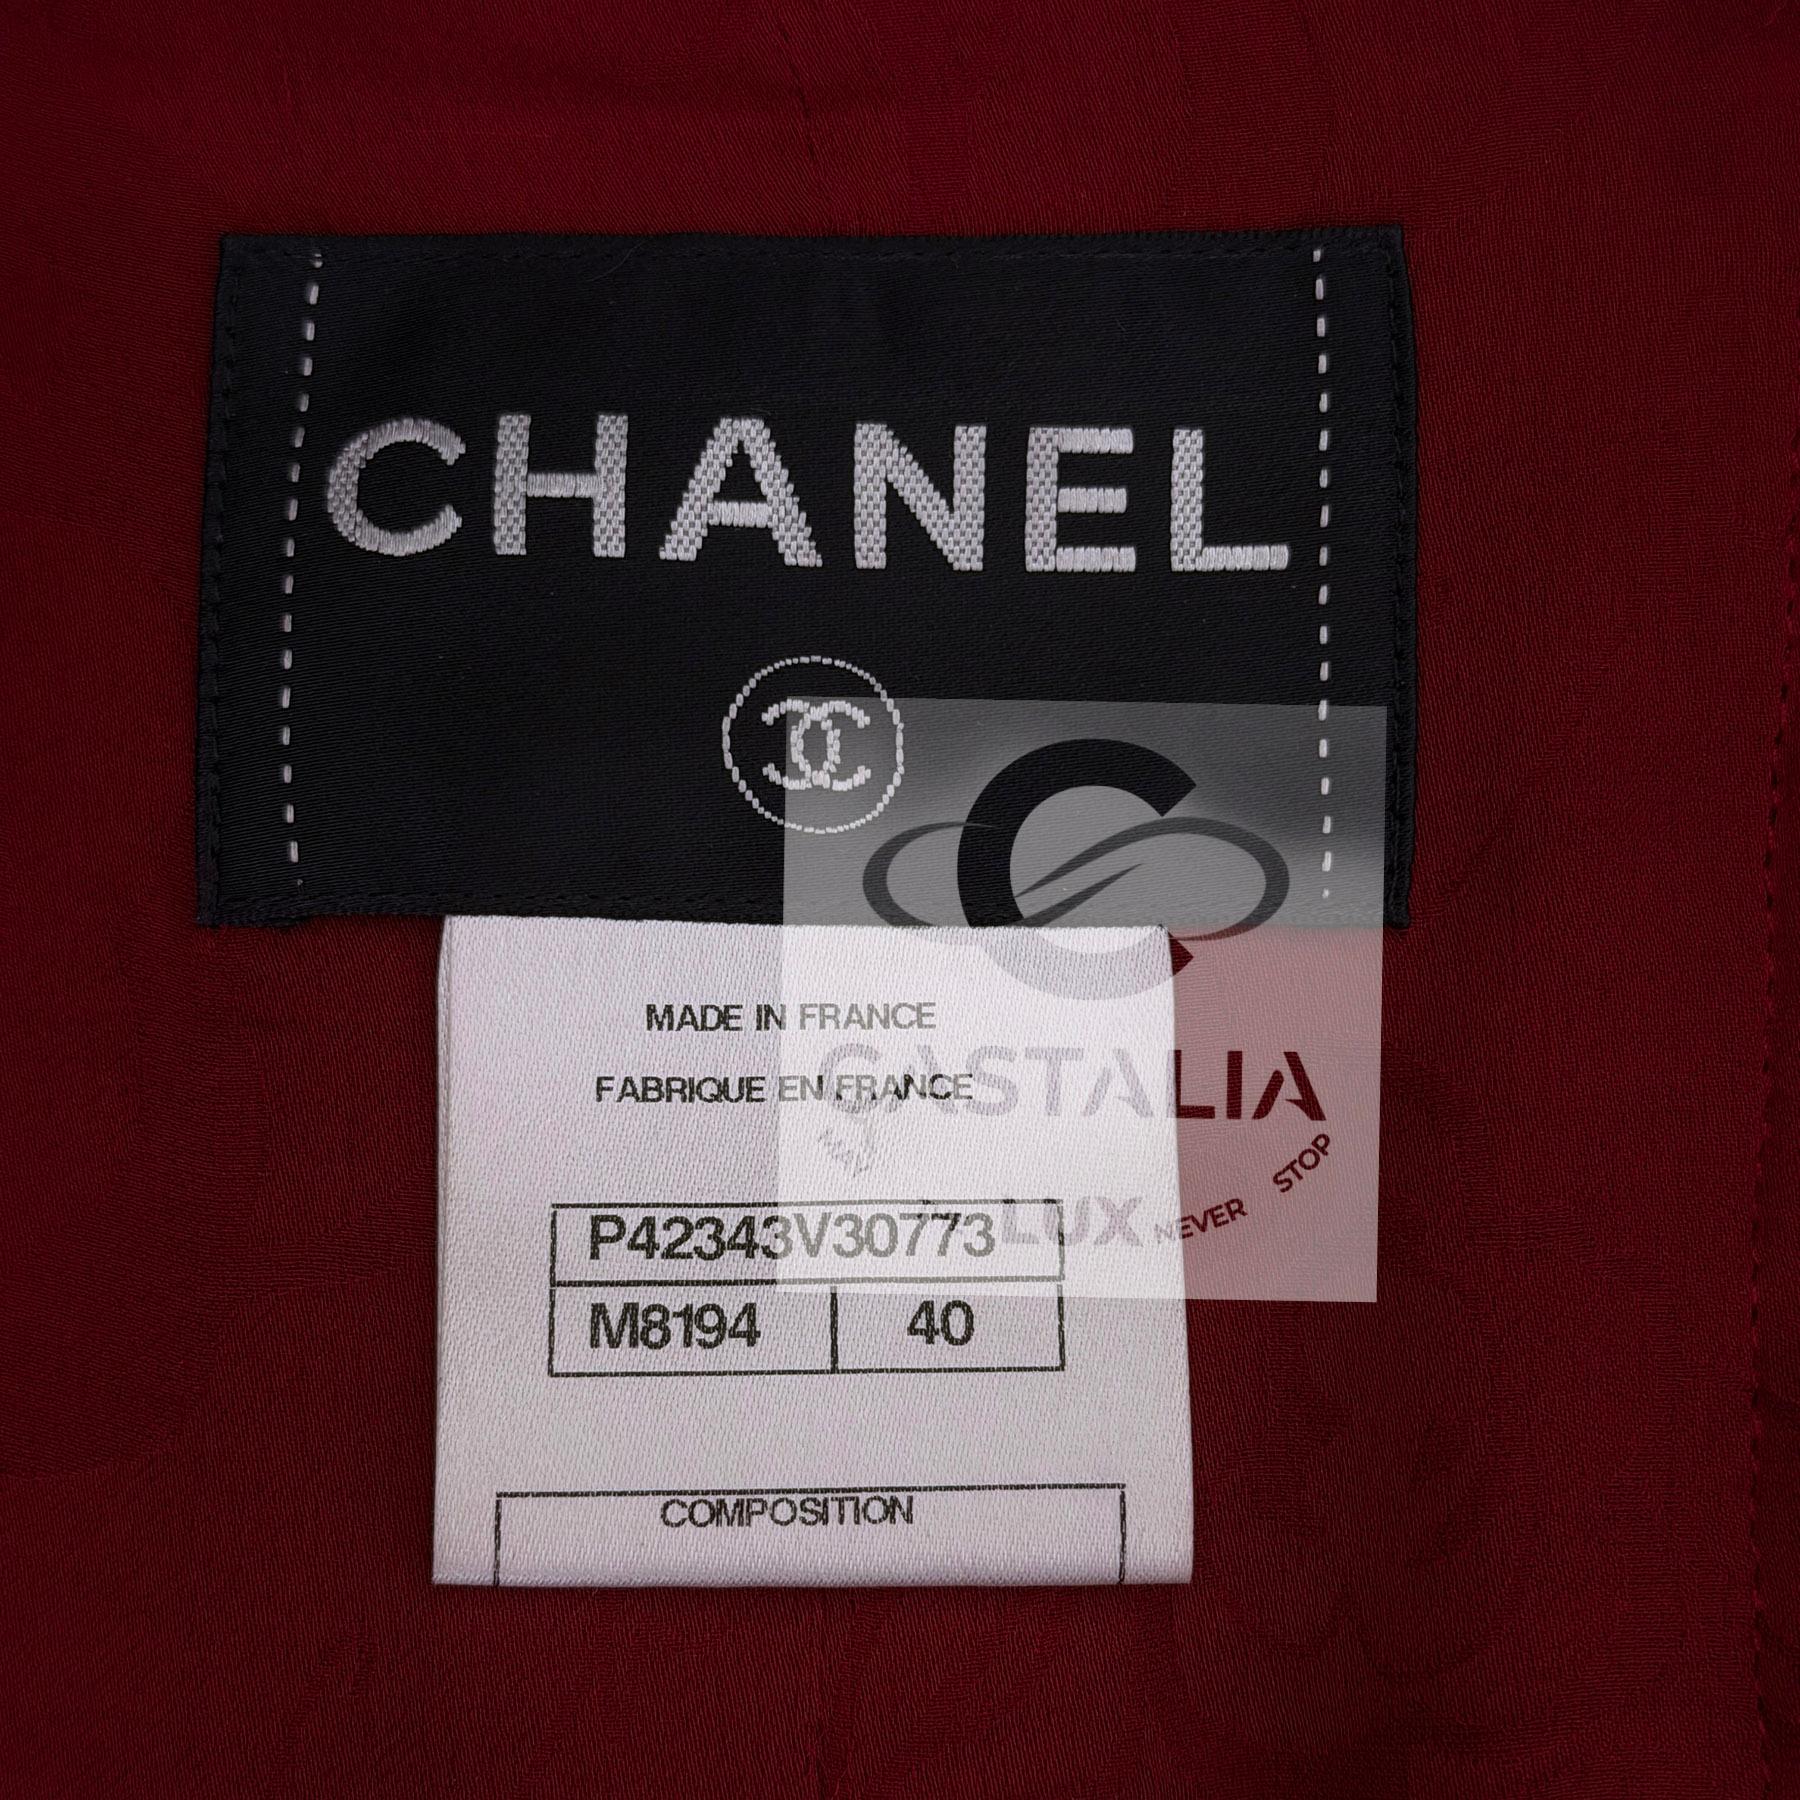 CHANEL
MADE IN FRANCE
FABRIQUE EN FRANCE
CASTALIA
LUX NEVER STOP
P42343V30773
M8194 40
COMPOSITION